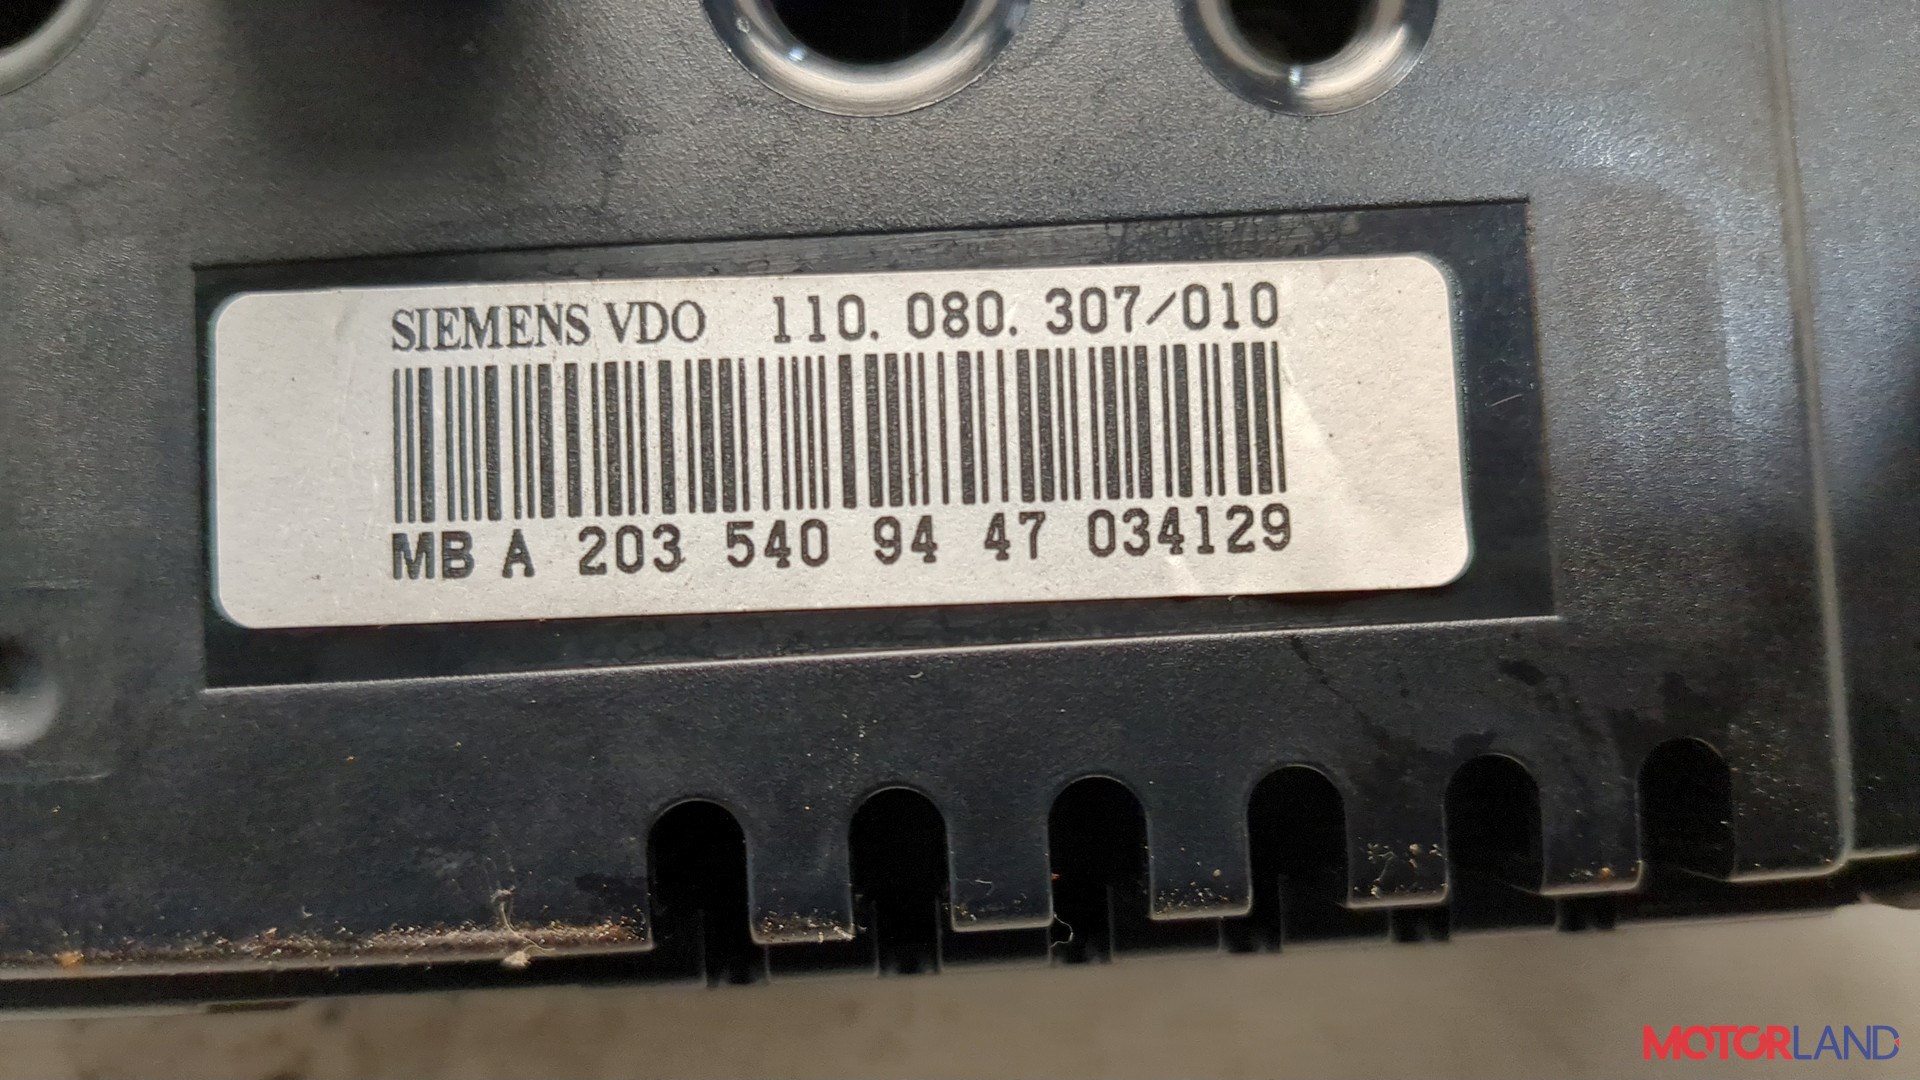 SIEMENS VDO 110. 080. 307/010
MB A 203 540 94 47 034129
MOTORLAND